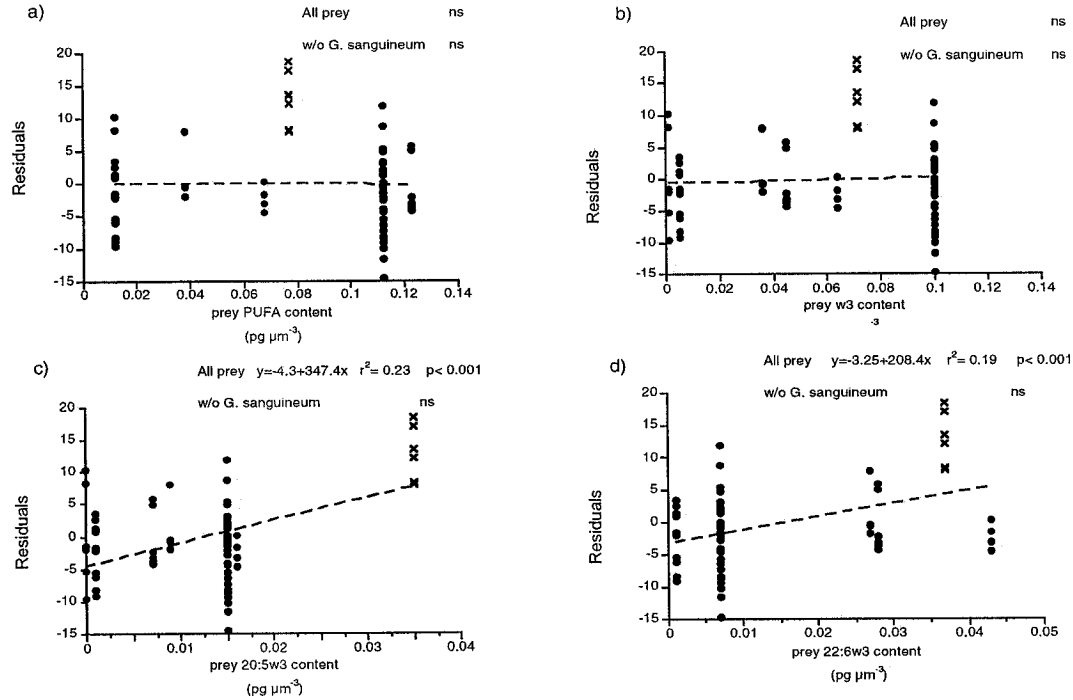 a)
All prey ns
w/o G. sanguineum ns
20
15
10
5
0
-5
-10
-15
Residuals
0 0.02 0.04 0.06 0.08 0.1 0.12 0.14
prey PUFA content
(pg µm-3)
b)
All prey ns
w/o G. sanguineum ns
20
15
10
5
0
-5
-10
-15
Residuals
0 0.02 0.04 0.06 0.08 0.1 0.12 0.14
prey w3 content
-3
c)
All prey y=-4.3+347.4x r2= 0.23 p< 0.001
w/o G. sanguineum ns
20
15
10
5
0
-5
-10
-15
Residuals
0 0.01 0.02 0.03 0.04
prey 20:5w3 content
(pg µm-3)
d)
All prey y=-3.25+208.4x r2= 0.19 p< 0.001
w/o G. sanguineum ns
20
15
10
5
0
-5
-10
-15
Residuals
0 0.01 0.02 0.03 0.04 0.05
prey 22:6w3 content
(pg µm-3)